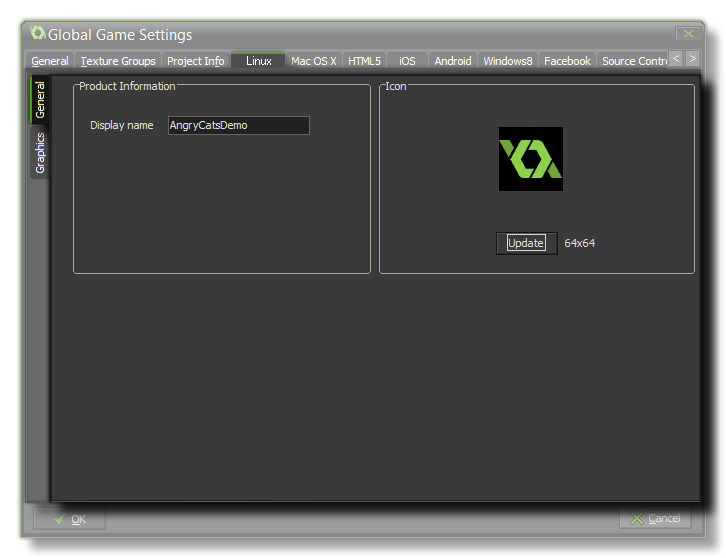 Global Game Settings
General Texture Groups Project Info Linux Mac OS X HTML5 iOS Android Windows8 Facebook Source Contr < >
General
Graphics
Product Information
Display name AngryCatsDemo
Icon
Update 64x64
OK Cancel